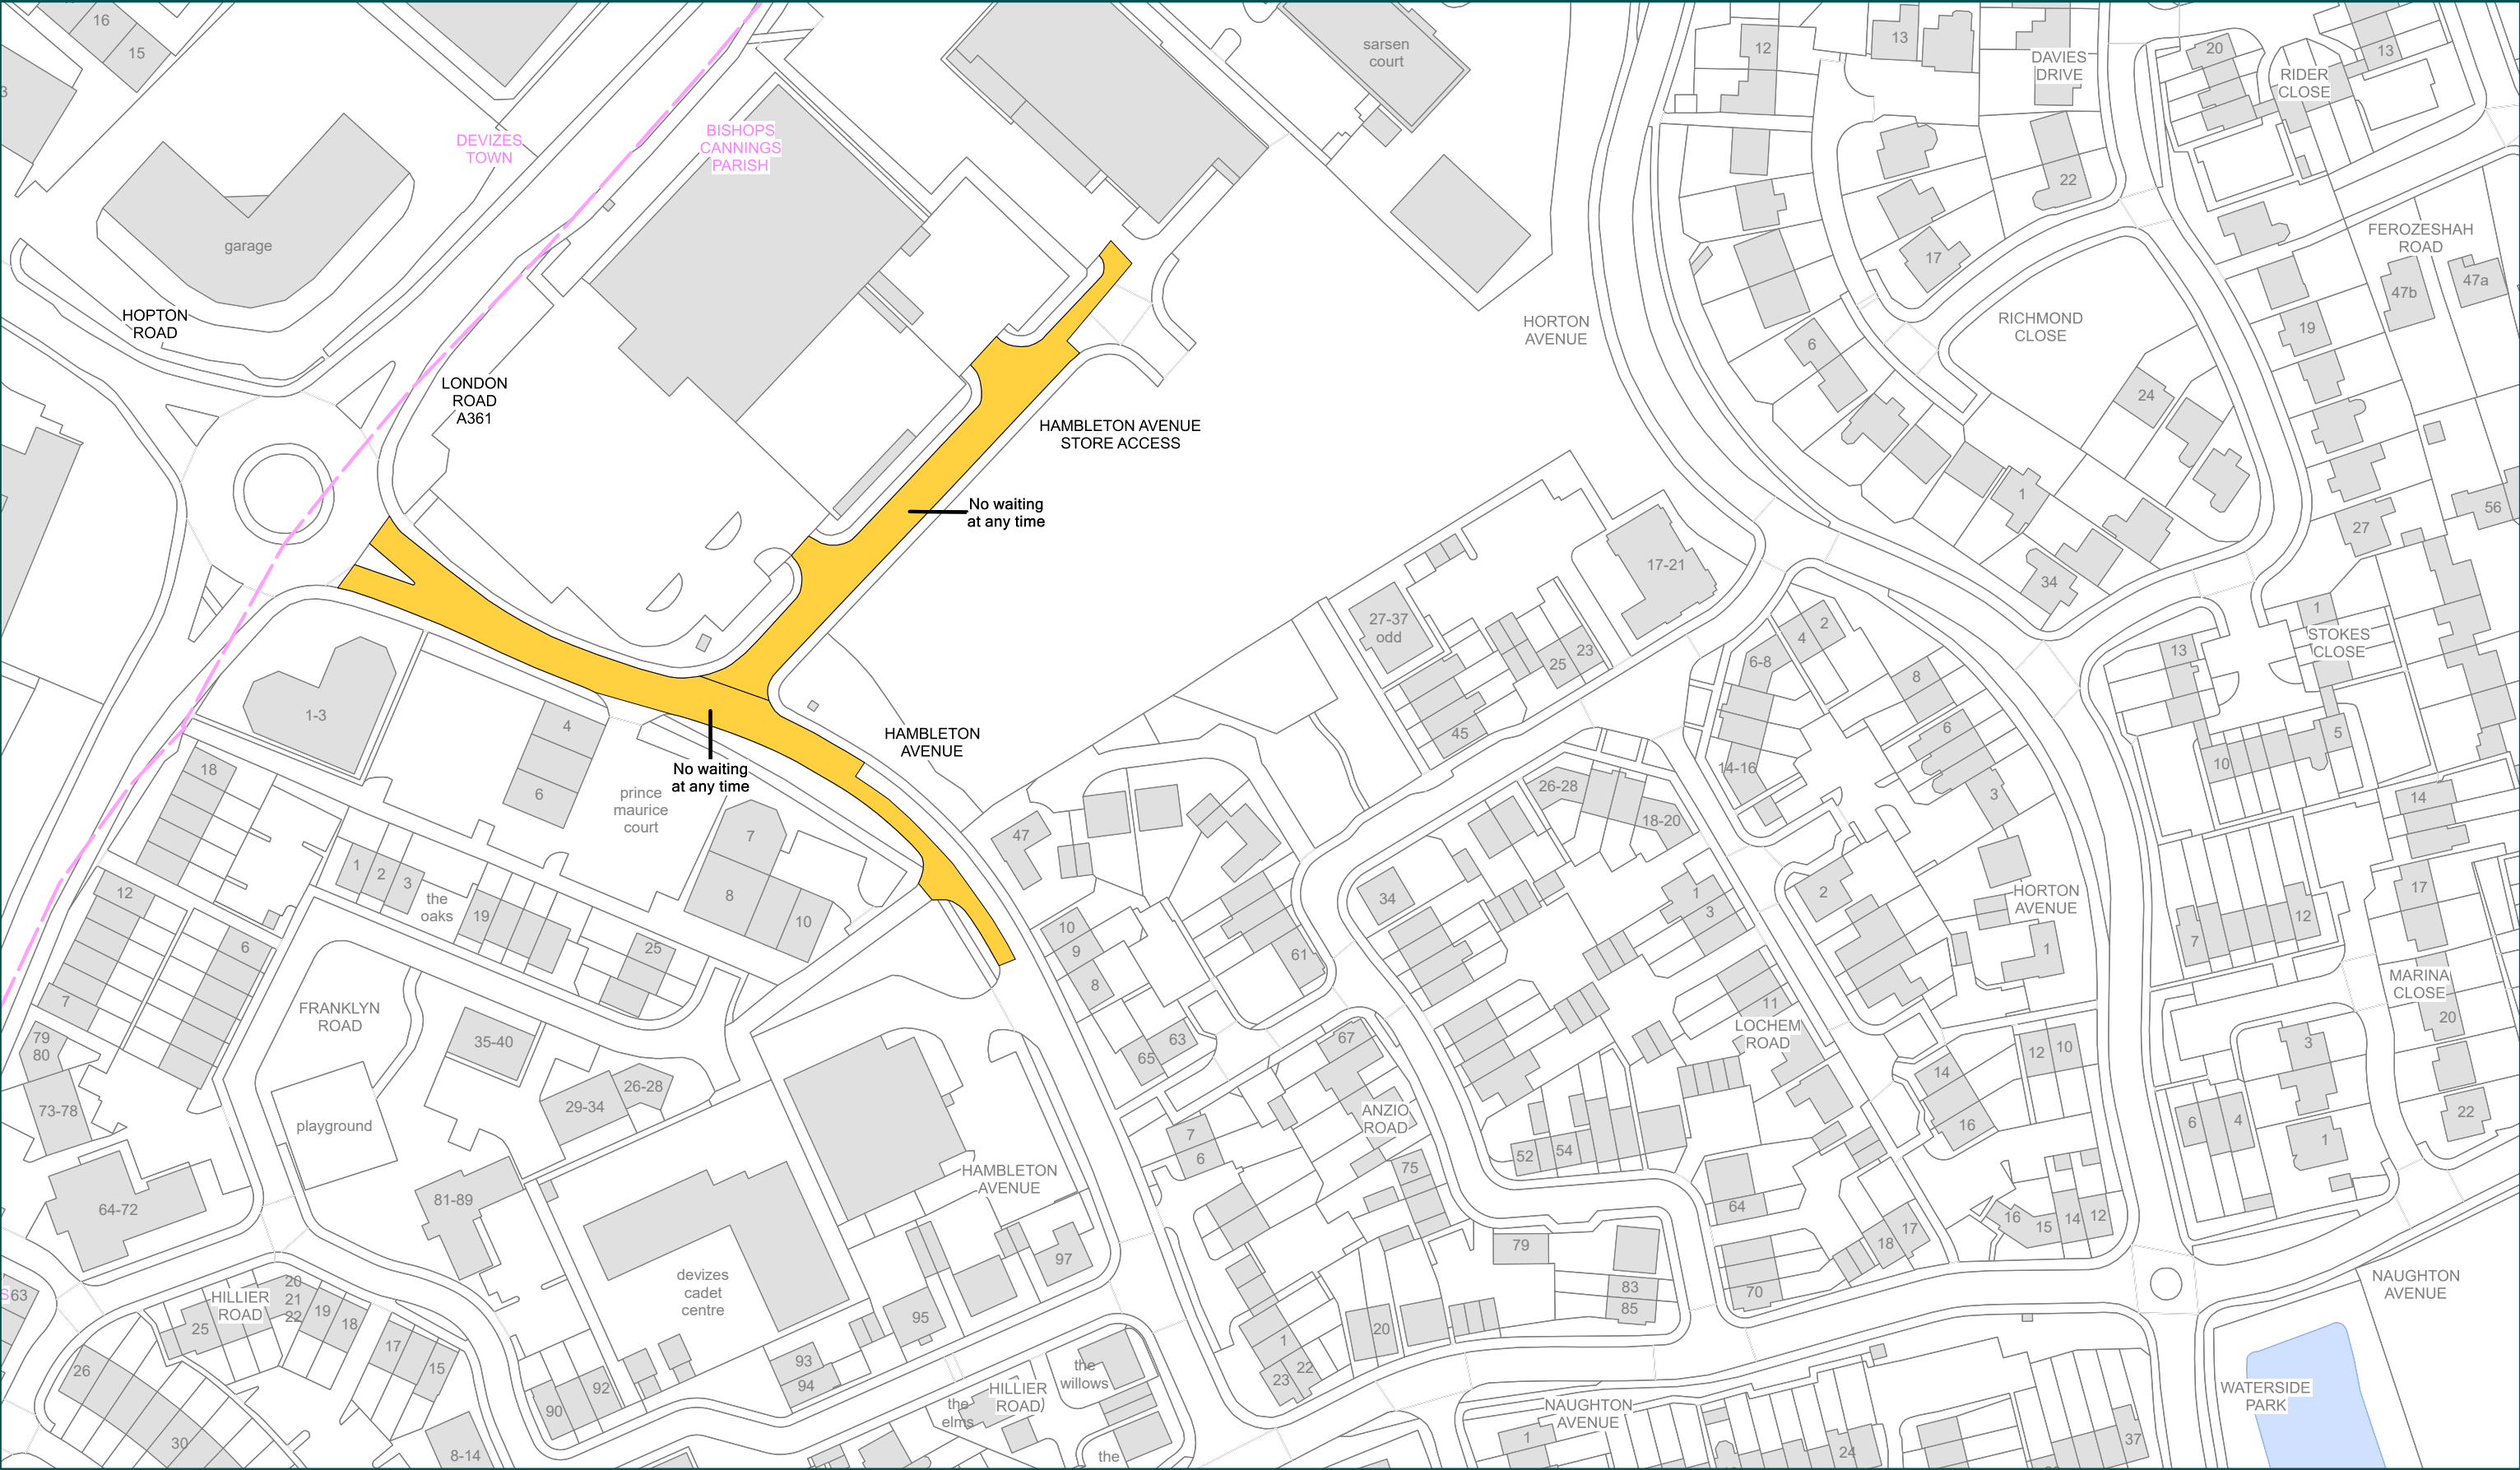 16
15
3
DEVIZES
TOWN
BISHOPS
CANNINGS
PARISH
sarsen
court
12
13
DAVIES
DRIVE
20
RIDER
CLOSE
13
22
17
garage
HOPTON
ROAD
LONDON
ROAD
A361
HAMBLETON AVENUE
STORE ACCESS
No waiting
at any time
HORTON
AVENUE
RICHMOND
CLOSE
FEROZESHAH
ROAD
47b
47a
19
6
24
1
27
56
34
17-21
27-37
odd
25
23
45
2
4
6-8
8
6
3
14-16
1
STOKES
CLOSE
13
5
10
14
17
12
7
MARINA
CLOSE
20
22
3
1
6
4
1-3
4
6
No waiting
at any time
prince
maurice
court
HAMBLETON
AVENUE
7
8
10
18
12
7
6
1
2
3
the
oaks
19
25
47
10
9
8
61
63
65
67
34
26-28
18-20
1
3
11
LOCHEM
ROAD
2
HORTON
AVENUE
1
12
10
14
16
16
15
14
12
FRANKLYN
ROAD
35-40
26-28
29-34
playground
79
80
73-78
64-72
81-89
HAMBLETON
AVENUE
7
6
ANZIO
ROAD
75
52
54
64
70
18
17
79
83
85
devizes
cadet
centre
97
95
93
94
92
90
HILLIER
ROAD
20
21
22
19
18
25
17
15
26
30
8-14
S
63
the
willows
HILLIER
ROAD)
the
elms
the
1
22
23
20
NAUGHTON
AVENUE
1
24
37
NAUGHTON
AVENUE
WATERSIDE
PARK